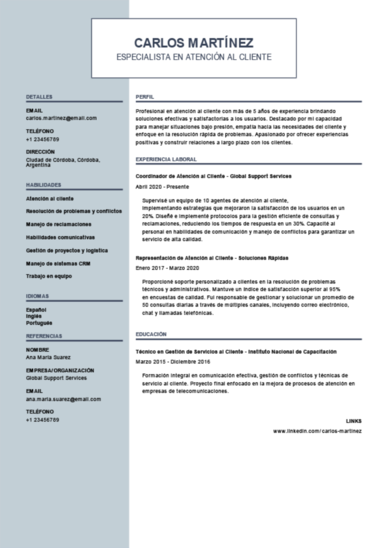 CARLOS MARTÍNEZ
ESPECIALISTA EN ATENCIÓN AL CLIENTE
DETALLES
EMAIL
carlos.martinez@email.com
TELÉFONO
+1 23456789
DIRECCIÓN
Ciudad de Córdoba, Córdoba,
Argentina
HABILIDADES
Atención al cliente
Resolución de problemas y conflictos
Manejo de reclamaciones
Habilidades comunicativas
Gestión de proyectos y logística
Manejo de sistemas CRM
Trabajo en equipo
IDIOMAS
Español
Inglés
Portugués
REFERENCIAS
NOMBRE
Ana María Suarez
EMPRESA/ORGANIZACIÓN
Global Support Services
EMAIL
ana.maria.suarez@email.com
TELÉFONO
+1 23456789
PERFIL
Profesional en atención al cliente con más de 5 años de experiencia brindando
soluciones efectivas y satisfactorias a los usuarios. Destacado por mi capacidad
para manejar situaciones bajo presión, empatía hacia las necesidades del cliente y
enfoque en la resolución rápida de problemas. Apasionado por ofrecer experiencias
positivas y construir relaciones a largo plazo con los clientes.
EXPERIENCIA LABORAL
Coordinador de Atención al Cliente - Global Support Services
Abril 2020 - Presente
Supervisé un equipo de 10 agentes de atención al cliente,
implementando estrategias que mejoraron la satisfacción de los usuarios en un
20%. Diseñé e implementé protocolos para la gestión eficiente de consultas y
reclamaciones, reduciendo los tiempos de respuesta en un 30%. Capacité al
personal en habilidades de comunicación y manejo de conflictos para garantizar un
servicio de alta calidad.
Representación de Atención al Cliente - Soluciones Rápidas
Enero 2017 - Marzo 2020
Proporcioné soporte personalizado a clientes en la resolución de problemas
técnicos y administrativos. Mantuve un índice de satisfacción superior al 95%
en encuestas de calidad. Fui responsable de gestionar y solucionar un promedio de
50 consultas diarias a través de múltiples canales, incluyendo correo electrónico,
chat y llamadas telefónicas.
EDUCACIÓN
Técnico en Gestión de Servicios al Cliente - Instituto Nacional de Capacitación
Marzo 2015 - Diciembre 2016
Formación integral en comunicación efectiva, gestión de conflictos y técnicas de
servicio al cliente. Proyecto final enfocado en la mejora de procesos de atención en
empresas de telecomunicaciones.
LINKS
www.linkedin.com/carlos-martinez